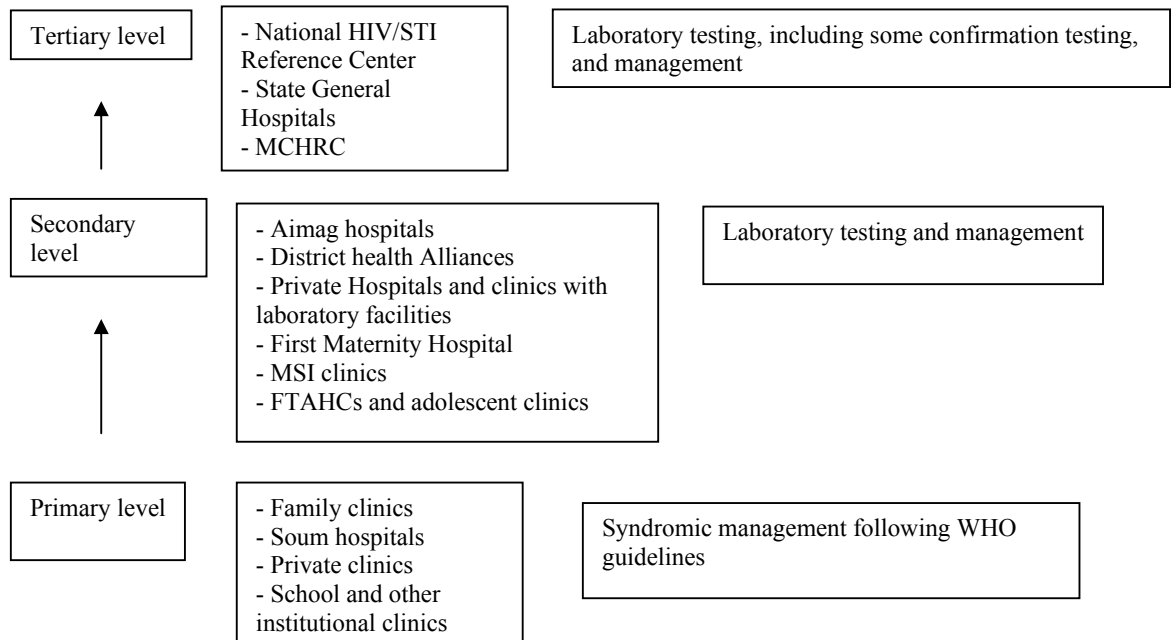 Tertiary level
- National HIV/STI
Reference Center
- State General
Hospitals
- MCHRC
Laboratory testing, including some confirmation testing,
and management
Secondary
level
- Aimag hospitals
- District health Alliances
- Private Hospitals and clinics with
laboratory facilities
- First Maternity Hospital
- MSI clinics
- FTAHCs and adolescent clinics
Laboratory testing and management
Primary level
- Family clinics
- Soum hospitals
- Private clinics
- School and other
institutional clinics
Syndromic management following WHO
guidelines